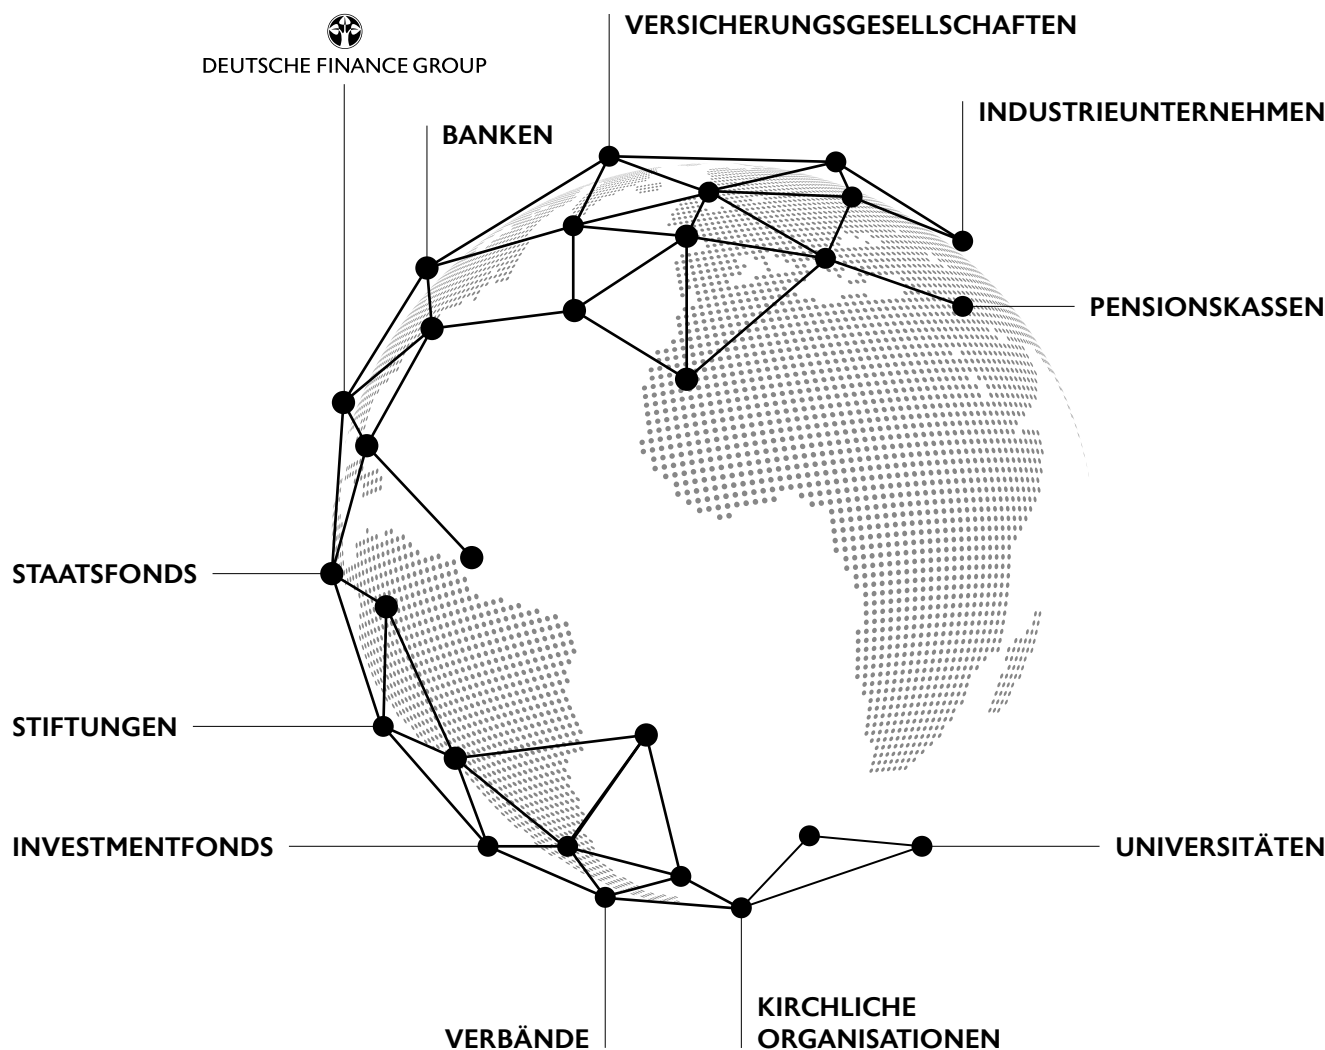 VERSICHERUNGSGESELLSCHAFTEN
DEUTSCHE FINANCE GROUP
INDUSTRIEUNTERNEHMEN
BANKEN
PENSIONSKASSEN
STAATSFONDS
STIFTUNGEN
INVESTMENTFONDS
UNIVERSITÄTEN
KIRCHLICHE
ORGANISATIONEN
VERBÄNDE